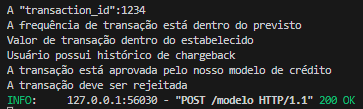 A "transaction_id":1234
A frequência de transação está dentro do previsto
Valor de transação dentro do estabelecido
Usuário possui histórico de chargeback
A transação está aprovada pelo nosso modelo de crédito
A transação deve ser rejeitada
INFO:     127.0.0.1:56030 - "POST /modelo HTTP/1.1" 200 OK